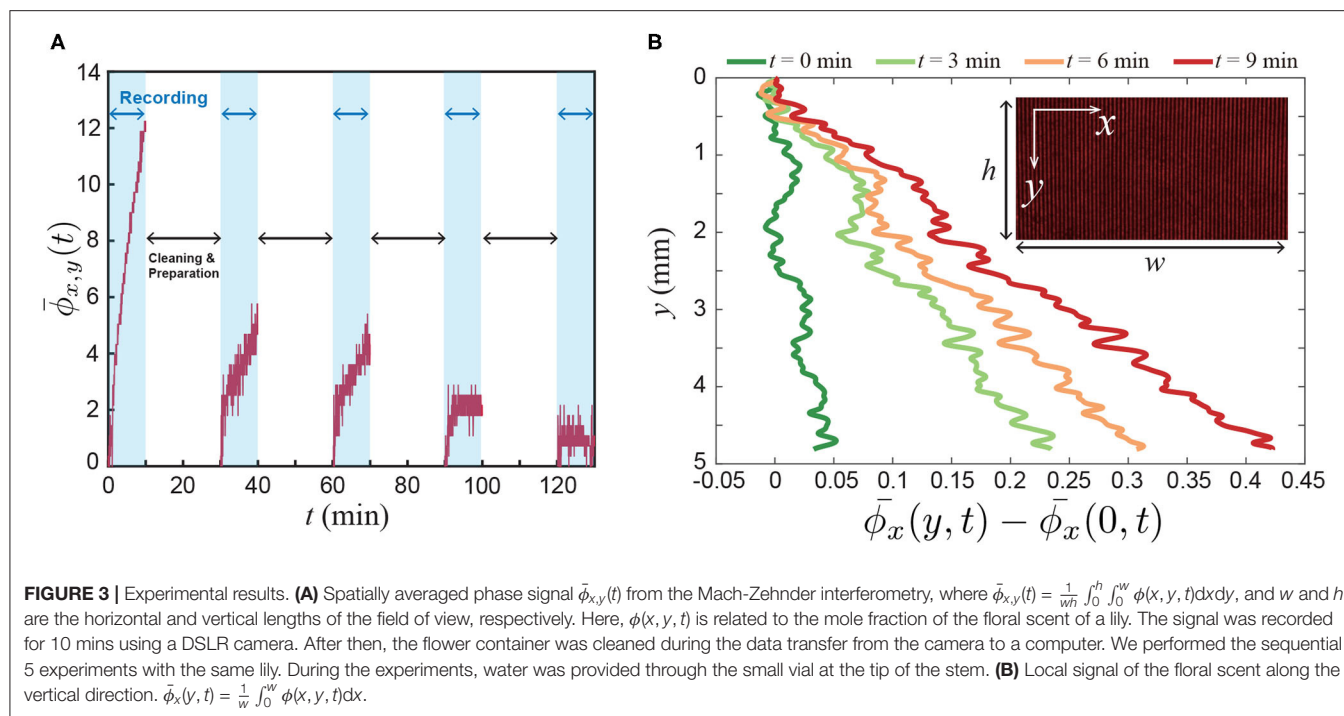 A
14
12
10
8
6
4
2
0
Recording
Cleaning &
Preparation
ϕ̄x,y(t)
0 20 40 60 80 100 120
t (min)
B
t = 0 min t = 3 min t = 6 min t = 9 min
0
1
2
3
4
5
y (mm)
h
x
y
w
-0.05 0 0.05 0.1 0.15 0.2 0.25 0.3 0.35 0.4 0.45
ϕ̄x(y, t) − ϕ̄x(0, t)
FIGURE 3 | Experimental results. (A) Spatially averaged phase signal ϕ̄x,y(t) from the Mach-Zehnder interferometry, where ϕ̄x,y(t) = 1/wh ∫₀ʰ ∫₀ʷ ϕ(x, y, t)dxdy, and w and h
are the horizontal and vertical lengths of the field of view, respectively. Here, ϕ(x, y, t) is related to the mole fraction of the floral scent of a lily. The signal was recorded
for 10 mins using a DSLR camera. After then, the flower container was cleaned during the data transfer from the camera to a computer. We performed the sequential
5 experiments with the same lily. During the experiments, water was provided through the small vial at the tip of the stem. (B) Local signal of the floral scent along the
vertical direction. ϕ̄x(y, t) = 1/w ∫₀ʷ ϕ(x, y, t)dx.